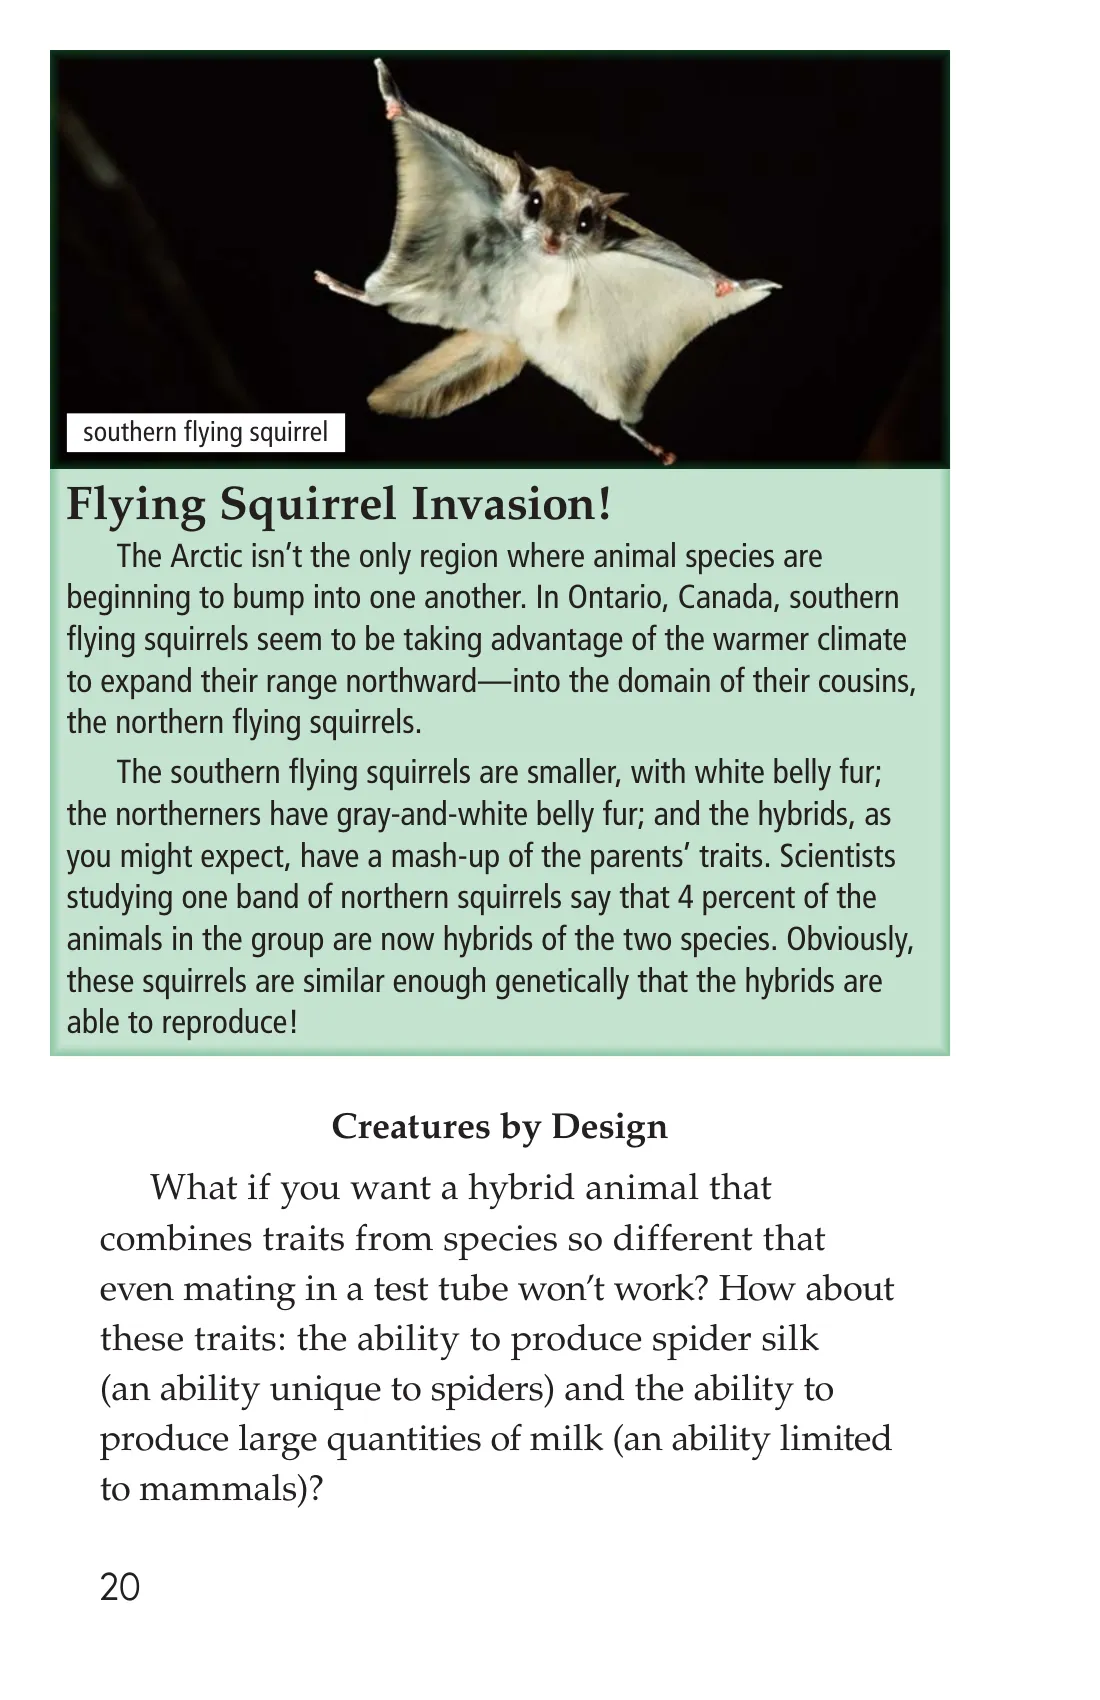 southern flying squirrel
Flying Squirrel Invasion!
The Arctic isn’t the only region where animal species are
beginning to bump into one another. In Ontario, Canada, southern
flying squirrels seem to be taking advantage of the warmer climate
to expand their range northward—into the domain of their cousins,
the northern flying squirrels.
The southern flying squirrels are smaller, with white belly fur;
the northerners have gray-and-white belly fur; and the hybrids, as
you might expect, have a mash-up of the parents’ traits. Scientists
studying one band of northern squirrels say that 4 percent of the
animals in the group are now hybrids of the two species. Obviously,
these squirrels are similar enough genetically that the hybrids are
able to reproduce!
Creatures by Design
What if you want a hybrid animal that
combines traits from species so different that
even mating in a test tube won’t work? How about
these traits: the ability to produce spider silk
(an ability unique to spiders) and the ability to
produce large quantities of milk (an ability limited
to mammals)?
20